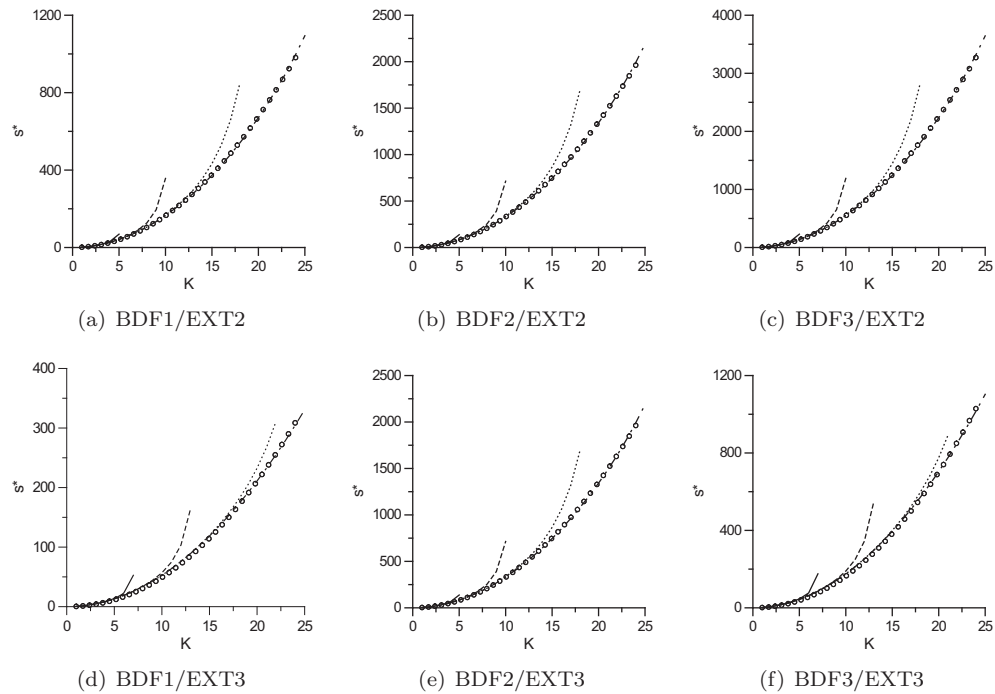 1200
800
400
0
s*
0 5 10 15 20 25
K
(a) BDF1/EXT2
2500
2000
1500
1000
500
0
s*
0 5 10 15 20 25
K
(b) BDF2/EXT2
4000
3000
2000
1000
0
s*
0 5 10 15 20 25
K
(c) BDF3/EXT2
400
300
200
100
0
s*
0 5 10 15 20 25
K
(d) BDF1/EXT3
2500
2000
1500
1000
500
0
s*
0 5 10 15 20 25
K
(e) BDF2/EXT3
1200
800
400
0
s*
0 5 10 15 20 25
K
(f) BDF3/EXT3